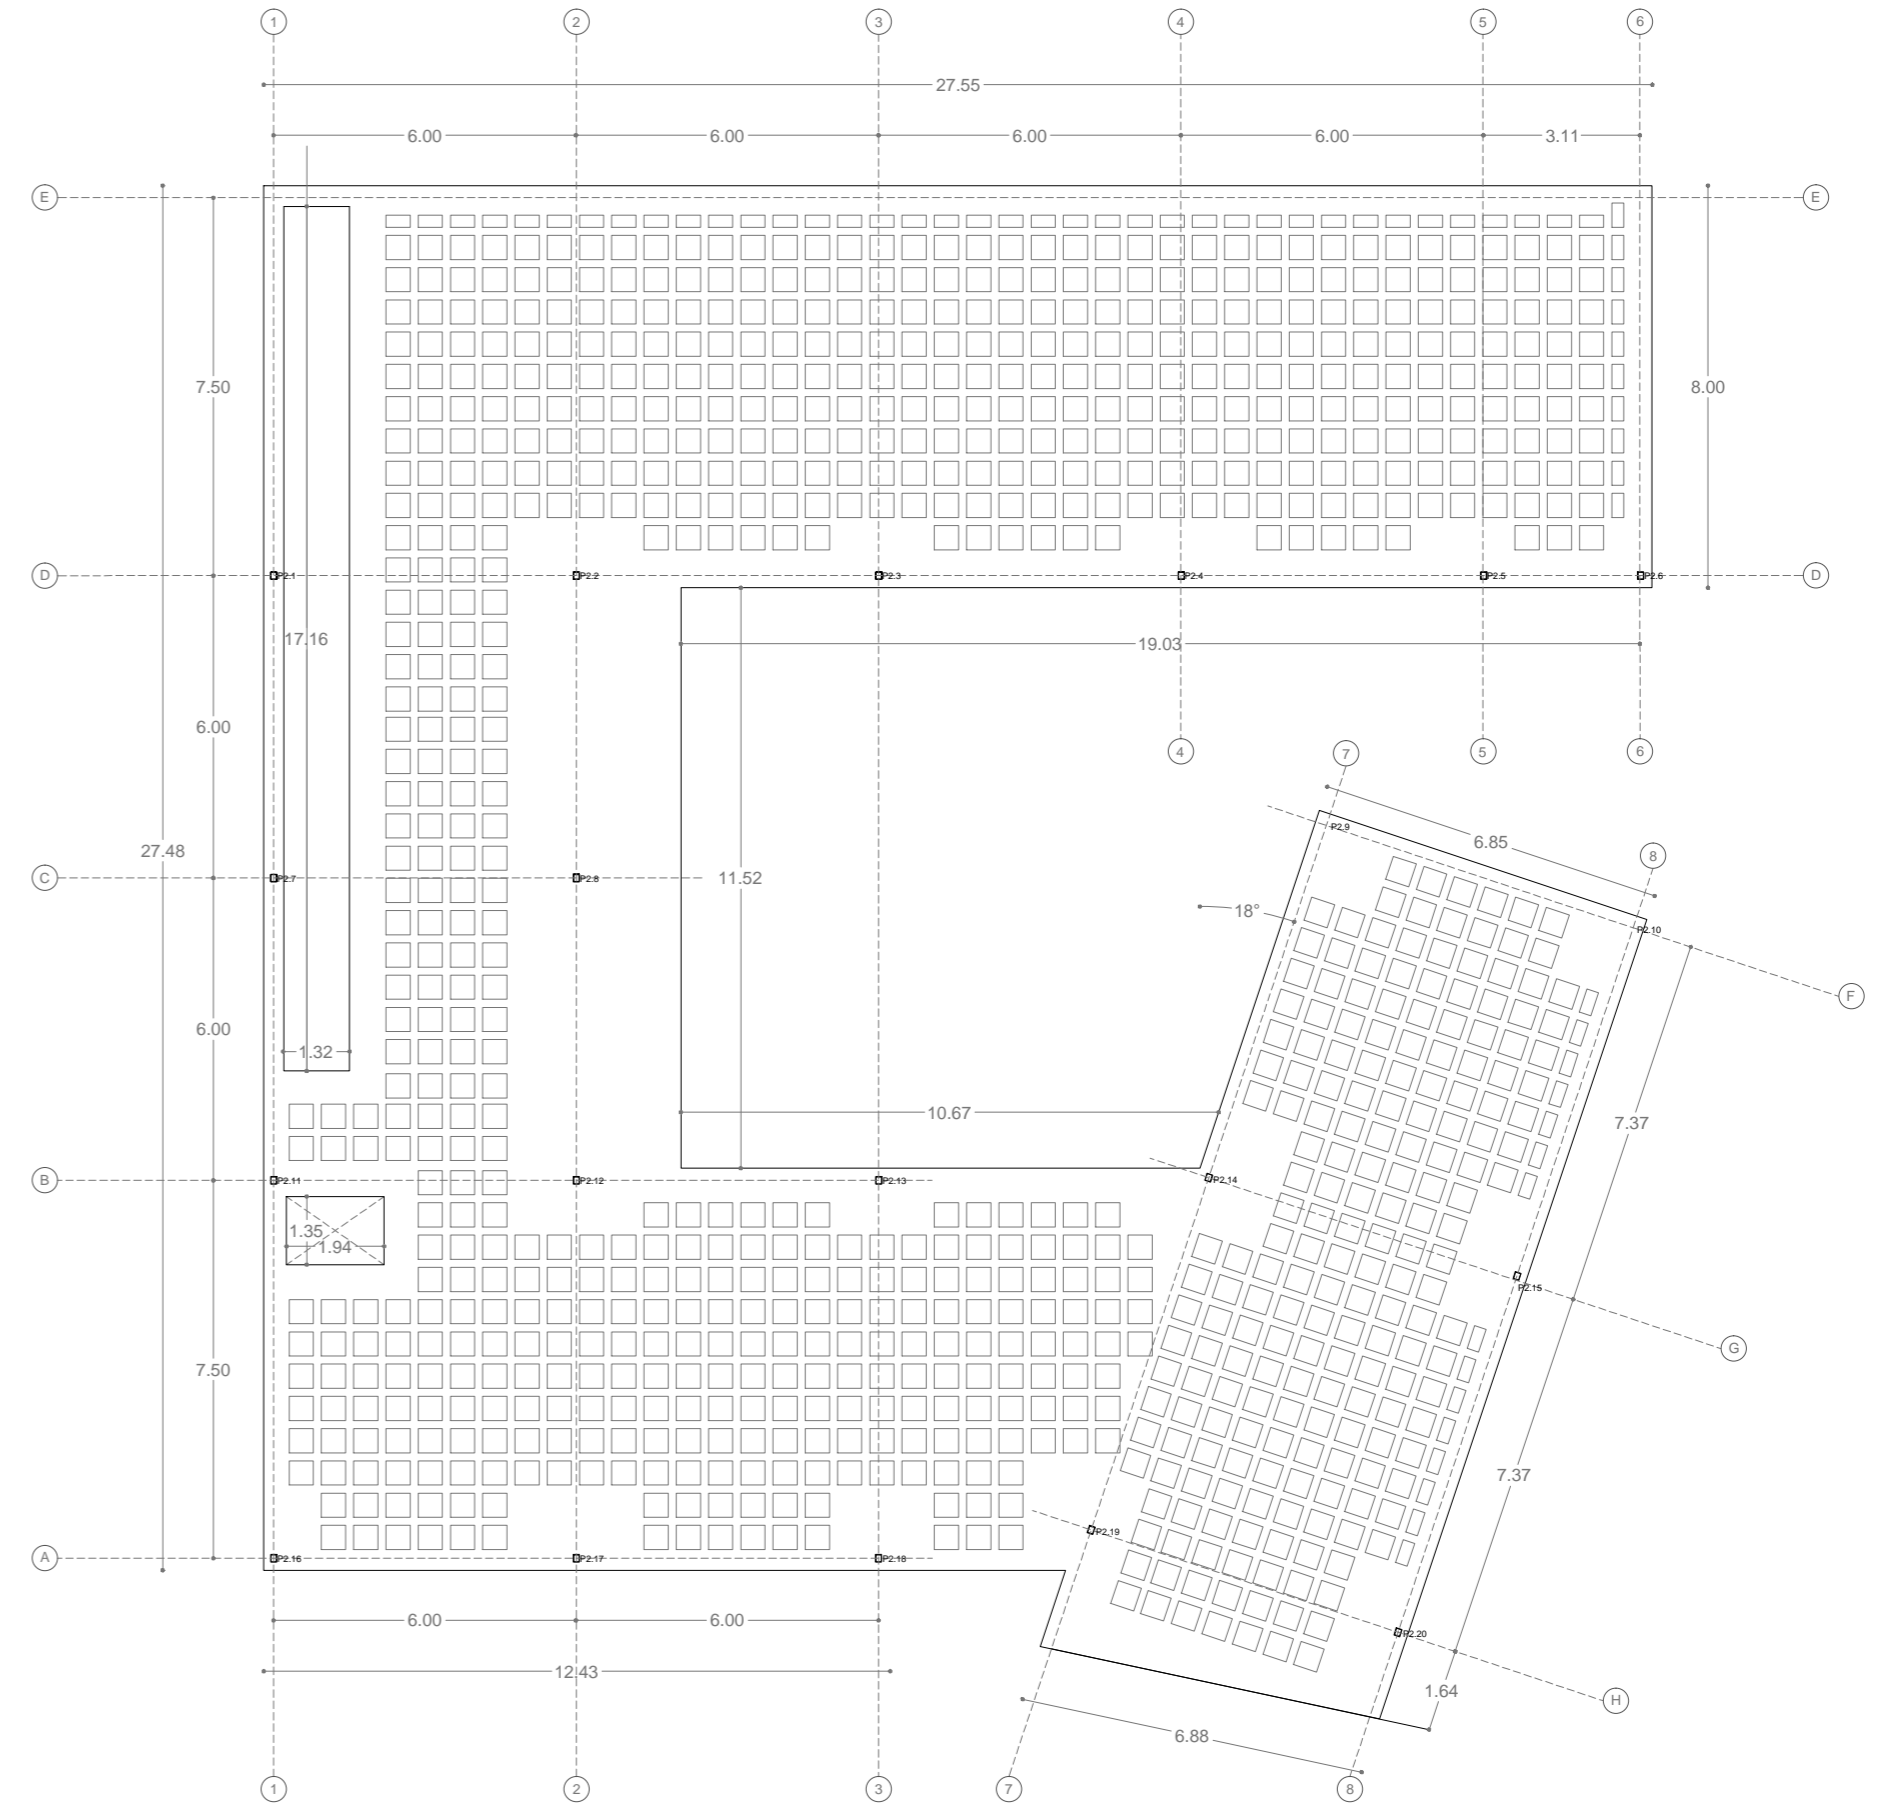 1 2 3 4 5 6
27.55
6.00 6.00 6.00 6.00 3.11
E E
7.50 8.00
D P2.1 P2.2 P2.3 P2.4 P2.5 P2.6 D
17.16 19.03
6.00
4 7 5 6
P2.9
6.85
27.48 8
C P2.7 P2.8 11.52
18°
P2.10
F
6.00
1.32
10.67 7.37
B P2.11 P2.12 P2.13 P2.14
1.35
1.94
P2.15
G
7.50
7.37
P2.19
A P2.16 P2.17 P2.18
6.00 6.00
P2.20
12.43
1.64 H
6.88
1 2 3 7 8